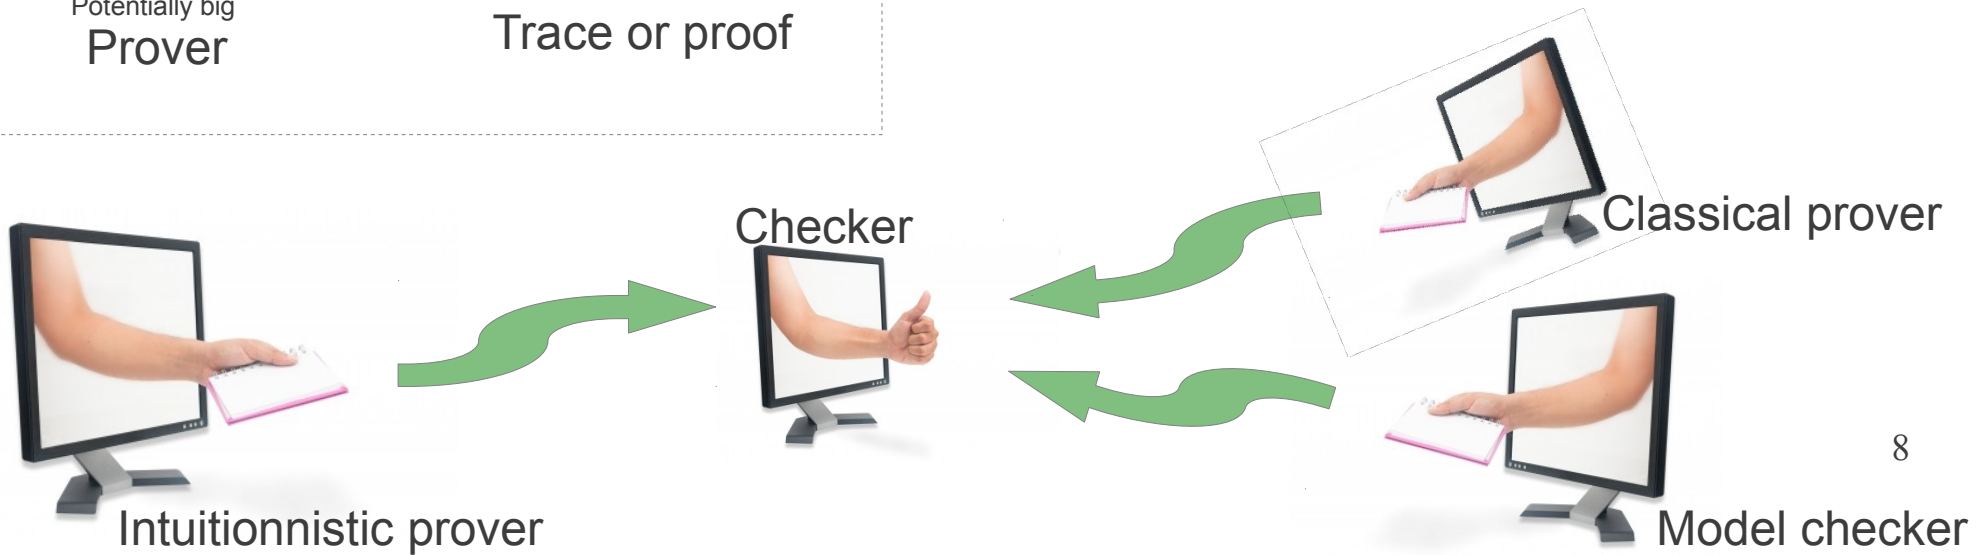 Potentially big
Prover
Trace or proof
Checker
Classical prover
8
Intuitionnistic prover
Model checker